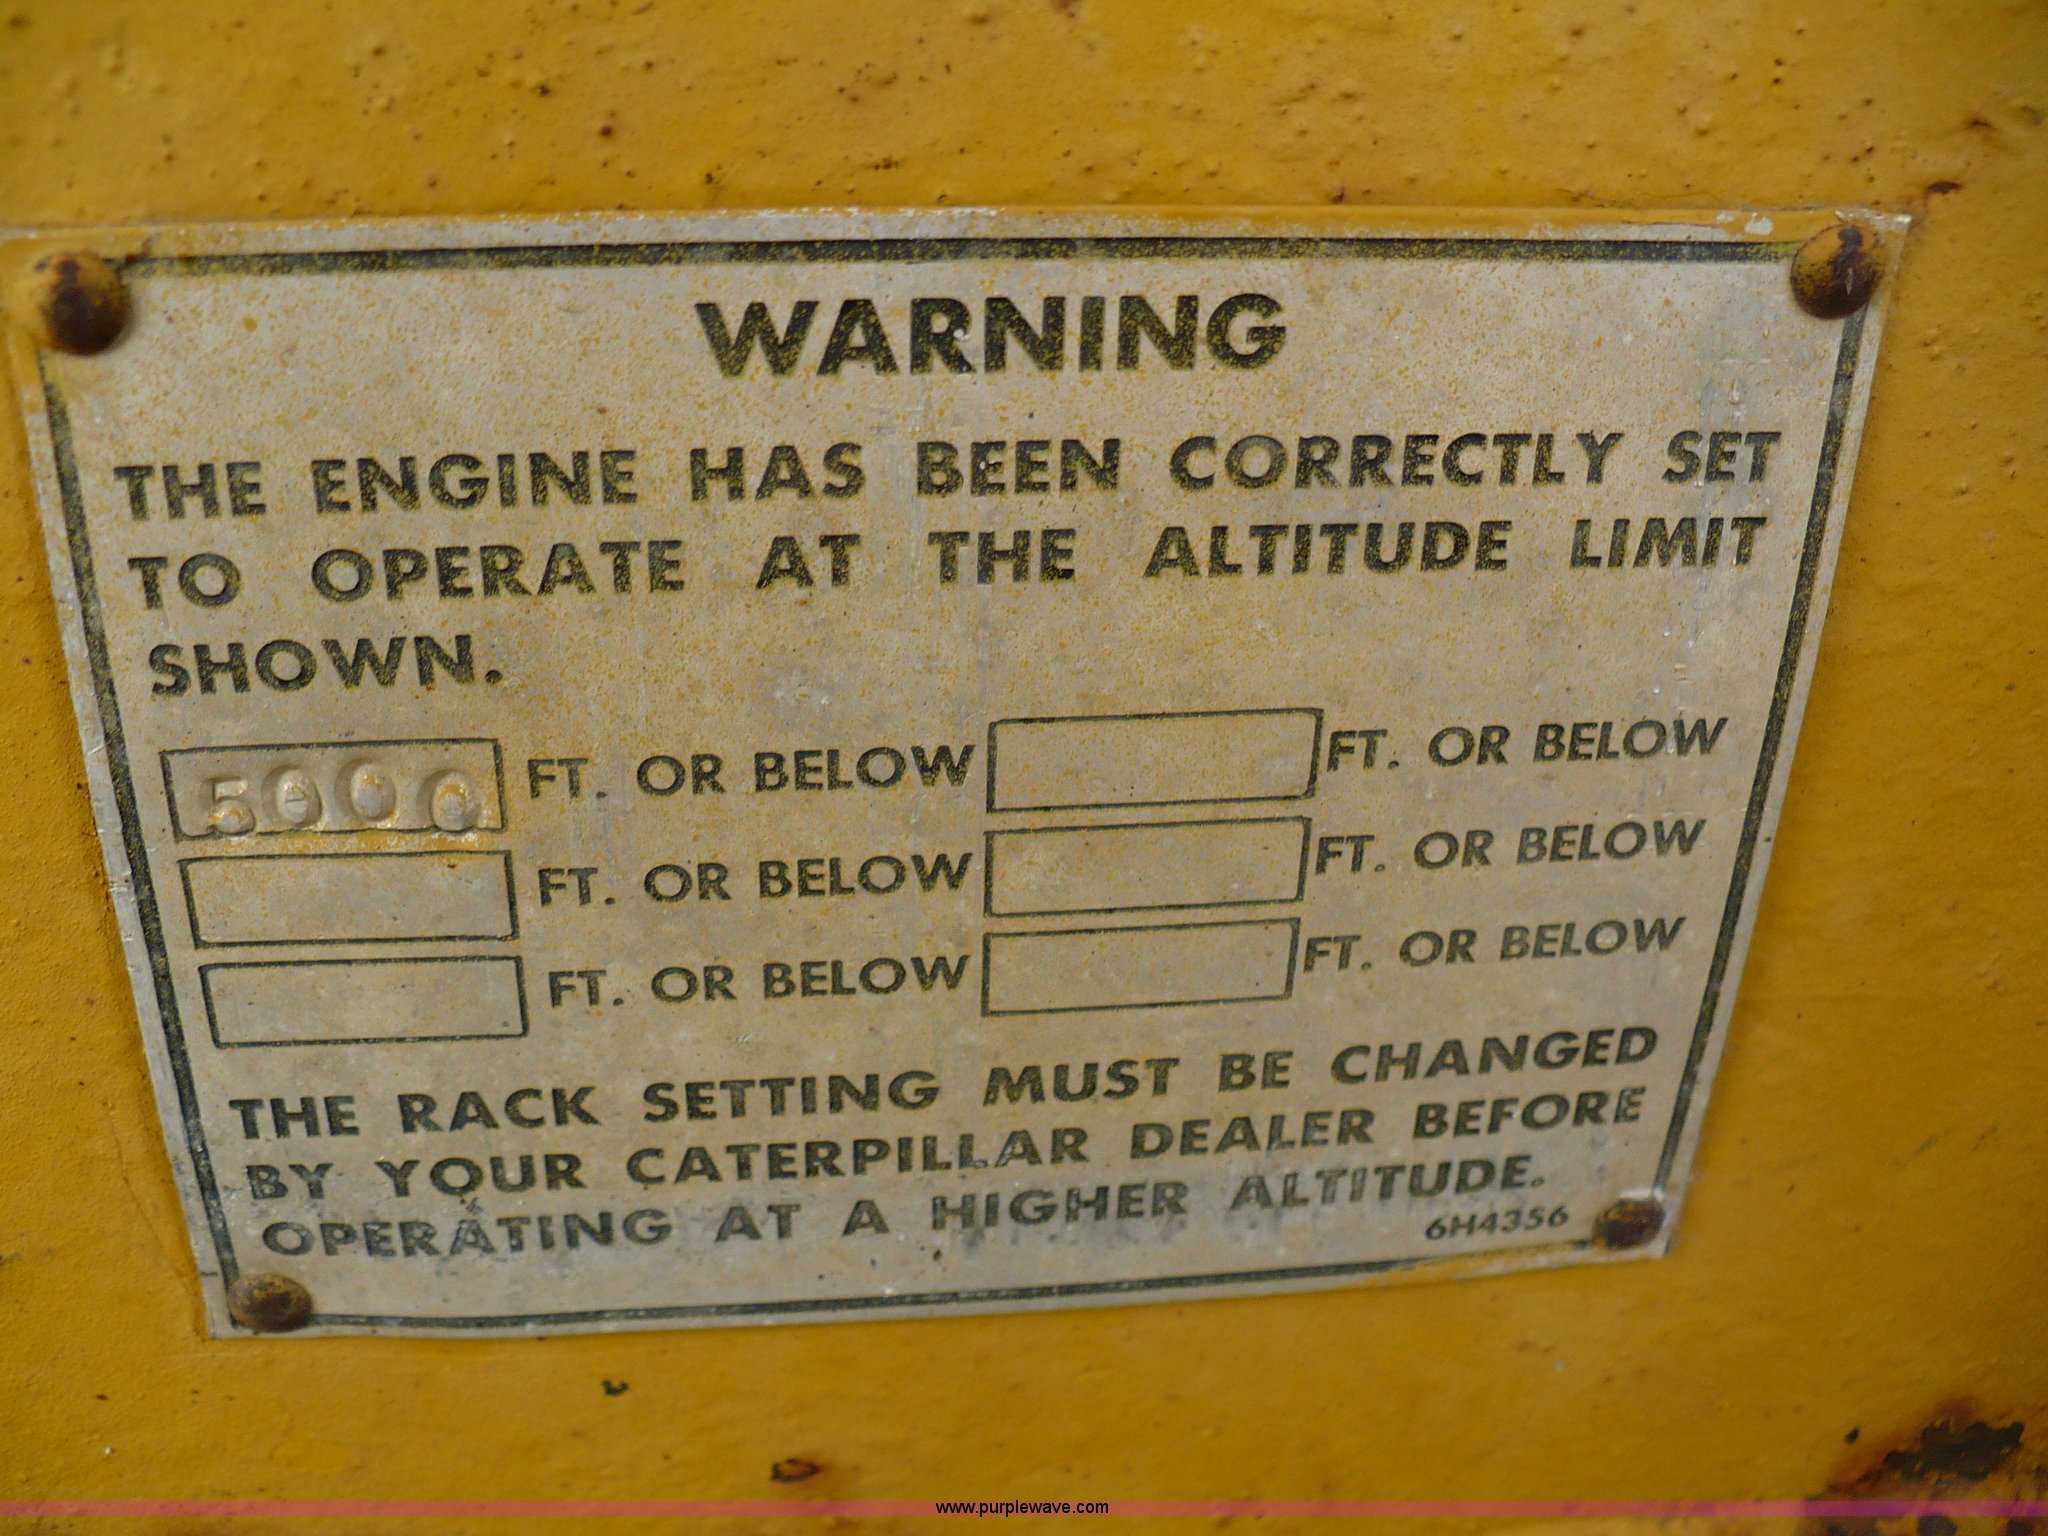 WARNING
THE ENGINE HAS BEEN CORRECTLY SET
TO OPERATE AT THE ALTITUDE LIMIT
SHOWN.
5000 FT. OR BELOW FT. OR BELOW
FT. OR BELOW FT. OR BELOW
FT. OR BELOW FT. OR BELOW
THE RACK SETTING MUST BE CHANGED
BY YOUR CATERPILLAR DEALER BEFORE
OPERATING AT A HIGHER ALTITUDE.
6H4356
www.purplewave.com